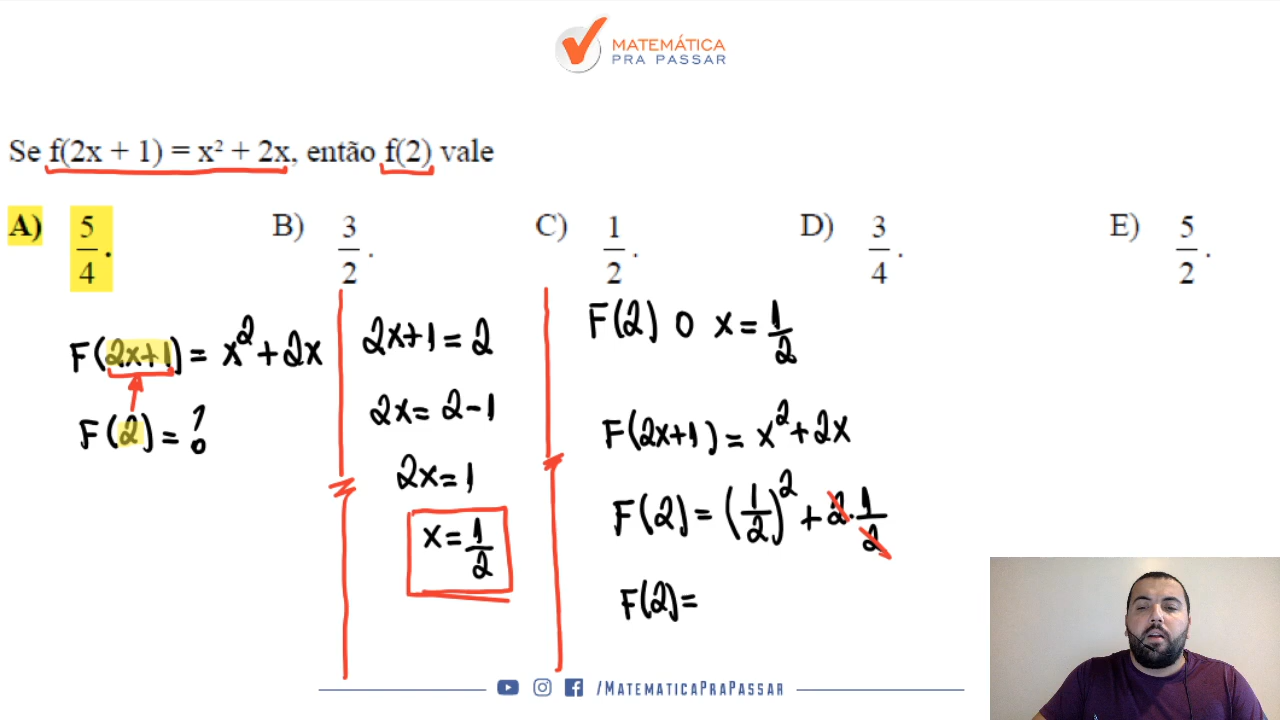 MATEMÁTICA
PRA PASSAR
Se f(2x + 1) = x² + 2x, então f(2) vale
A) 5/4. B) 3/2. C) 1/2. D) 3/4. E) 5/2.
F(2x+1) = x² + 2x
F(2) = ?
2x+1 = 2
2x = 2-1
2x = 1
x = 1/2
F(2) o x = 1/2
F(2x+1) = x² + 2x
F(2) = (1/2)² + 2·1/2
F(2) =
/MATEMATICAPRAPASSAR